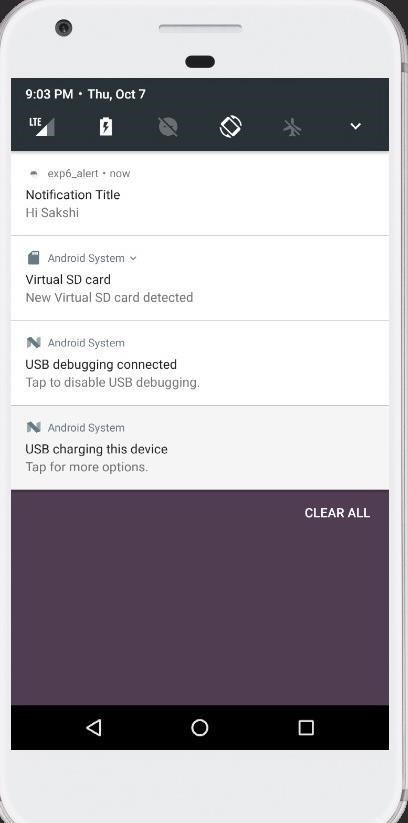 9:03 PM • Thu, Oct 7
LTE
exp6_alert • now
Notification Title
Hi Sakshi
Android System
Virtual SD card
New Virtual SD card detected
Android System
USB debugging connected
Tap to disable USB debugging.
Android System
USB charging this device
Tap for more options.
CLEAR ALL